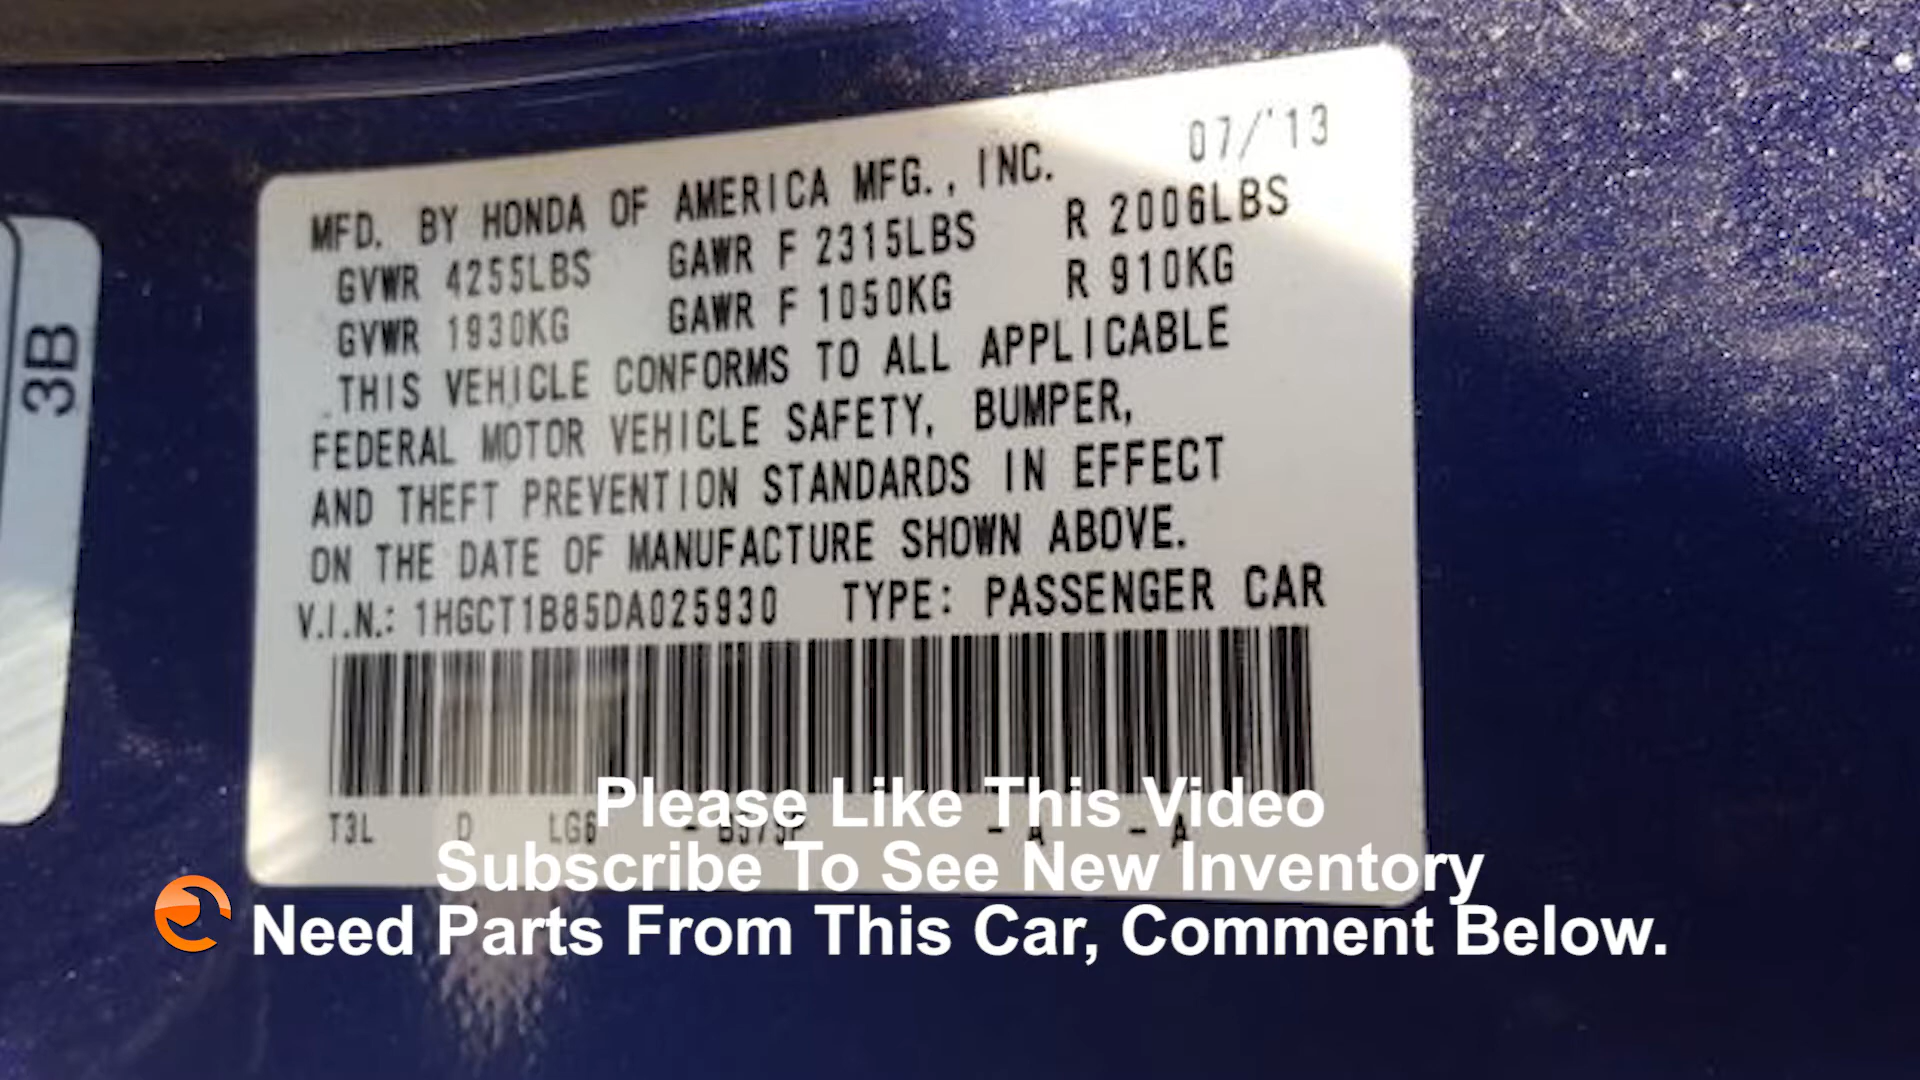 07/'13
MFD. BY HONDA OF AMERICA MFG., INC.
GVWR 4255LBS GAWR F 2315LBS R 2006LBS
GVWR 1930KG GAWR F 1050KG R 910KG
THIS VEHICLE CONFORMS TO ALL APPLICABLE
FEDERAL MOTOR VEHICLE SAFETY, BUMPER,
AND THEFT PREVENTION STANDARDS IN EFFECT
ON THE DATE OF MANUFACTURE SHOWN ABOVE.
V.I.N.: 1HGCT1B85DA025930 TYPE: PASSENGER CAR
T3L D LG6 - - A - A
3B
Please Like This Video
Subscribe To See New Inventory
Need Parts From This Car, Comment Below.